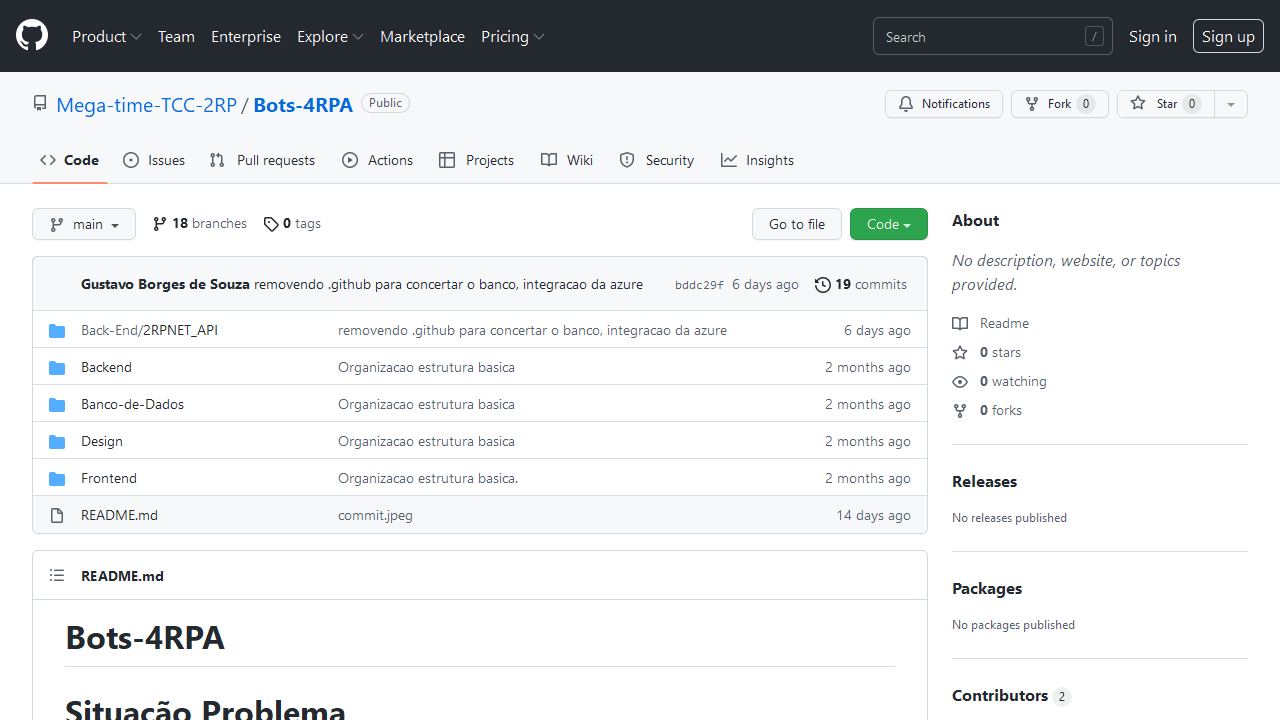 Product Team Enterprise Explore Marketplace Pricing Search / Sign in Sign up
Mega-time-TCC-2RP / Bots-4RPA Public Notifications Fork 0 Star 0
Code Issues Pull requests Actions Projects Wiki Security Insights
main 18 branches 0 tags Go to file Code
Gustavo Borges de Souza removendo .github para concertar o banco, integracao da azure bddc29f 6 days ago 19 commits
Back-End/2RPNET_API removendo .github para concertar o banco, integracao da azure 6 days ago
Backend Organizacao estrutura basica 2 months ago
Banco-de-Dados Organizacao estrutura basica 2 months ago
Design Organizacao estrutura basica 2 months ago
Frontend Organizacao estrutura basica. 2 months ago
README.md commit.jpeg 14 days ago
README.md
Bots-4RPA
Situação Problema
About
No description, website, or topics
provided.
Readme
0 stars
0 watching
0 forks
Releases
No releases published
Packages
No packages published
Contributors 2